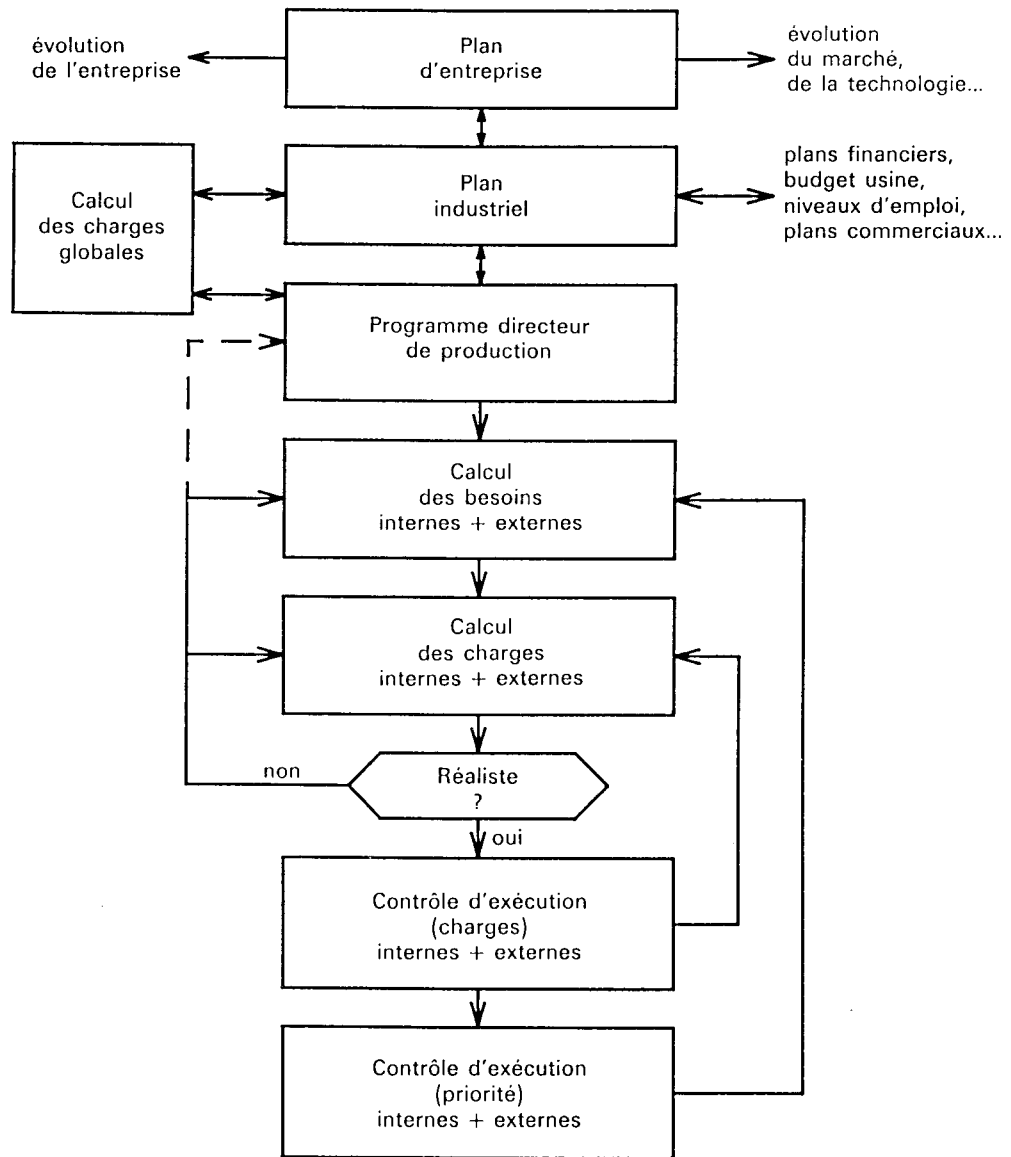 évolution
de l'entreprise
Plan
d'entreprise
évolution
du marché,
de la technologie...
Calcul
des charges
globales
Plan
industriel
plans financiers,
budget usine,
niveaux d'emploi,
plans commerciaux...
Programme directeur
de production
Calcul
des besoins
internes + externes
Calcul
des charges
internes + externes
non
Réaliste
?
oui
Contrôle d'exécution
(charges)
internes + externes
Contrôle d'exécution
(priorité)
internes + externes